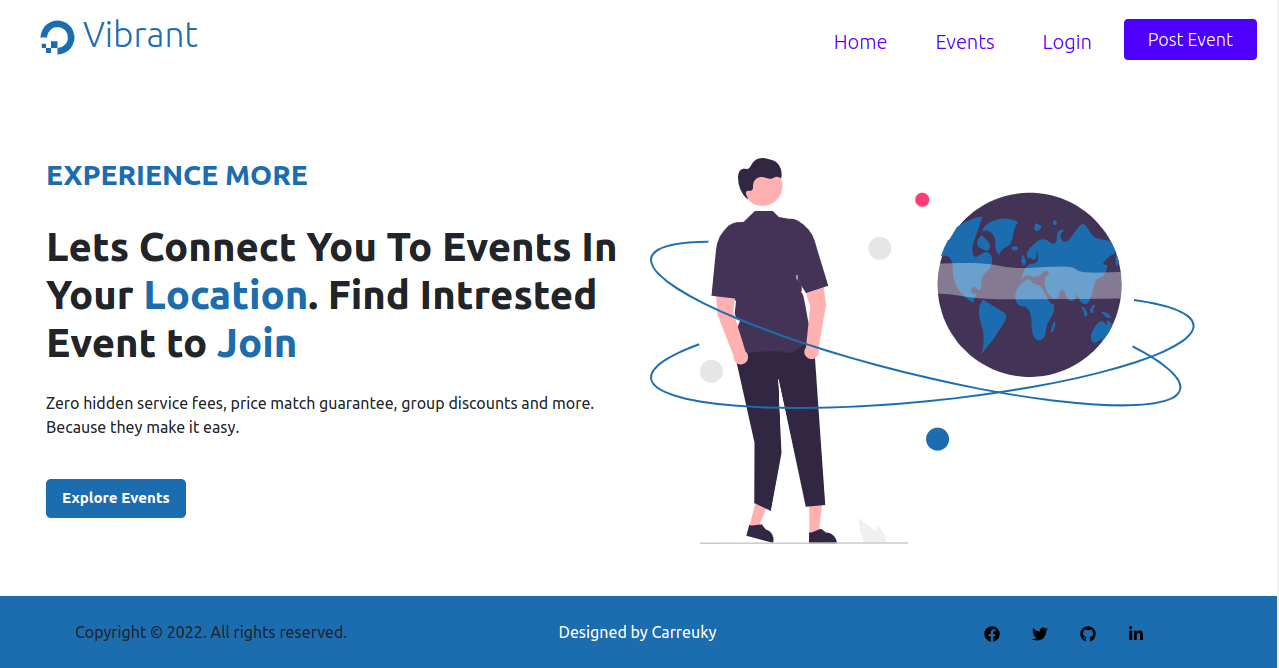 Vibrant
Home Events Login Post Event
EXPERIENCE MORE
Lets Connect You To Events In
Your Location. Find Intrested
Event to Join
Zero hidden service fees, price match guarantee, group discounts and more.
Because they make it easy.
Explore Events
Copyright © 2022. All rights reserved. Designed by Carreuky